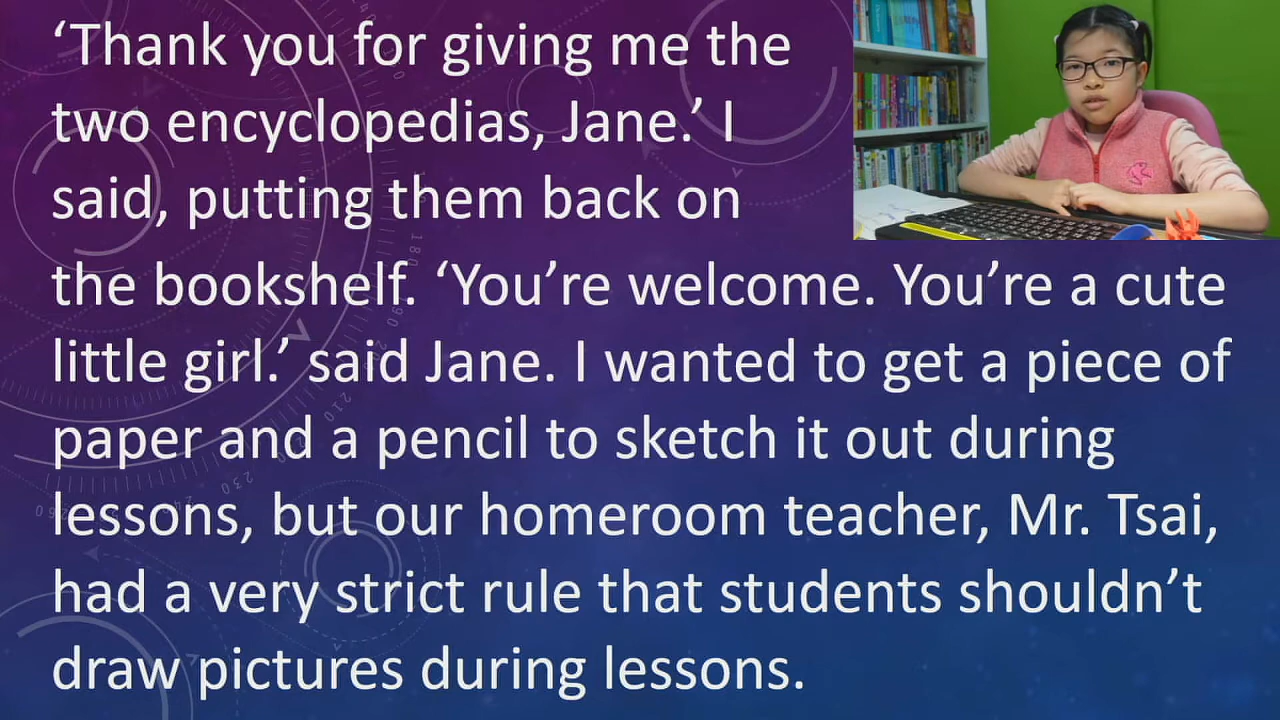 ‘Thank you for giving me the
two encyclopedias, Jane.’ I
said, putting them back on
the bookshelf. ‘You’re welcome. You’re a cute
little girl.’ said Jane. I wanted to get a piece of
paper and a pencil to sketch it out during
lessons, but our homeroom teacher, Mr. Tsai,
had a very strict rule that students shouldn’t
draw pictures during lessons.